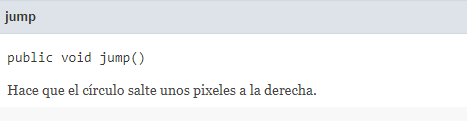 jump
public void jump()
Hace que el círculo salte unos pixeles a la derecha.